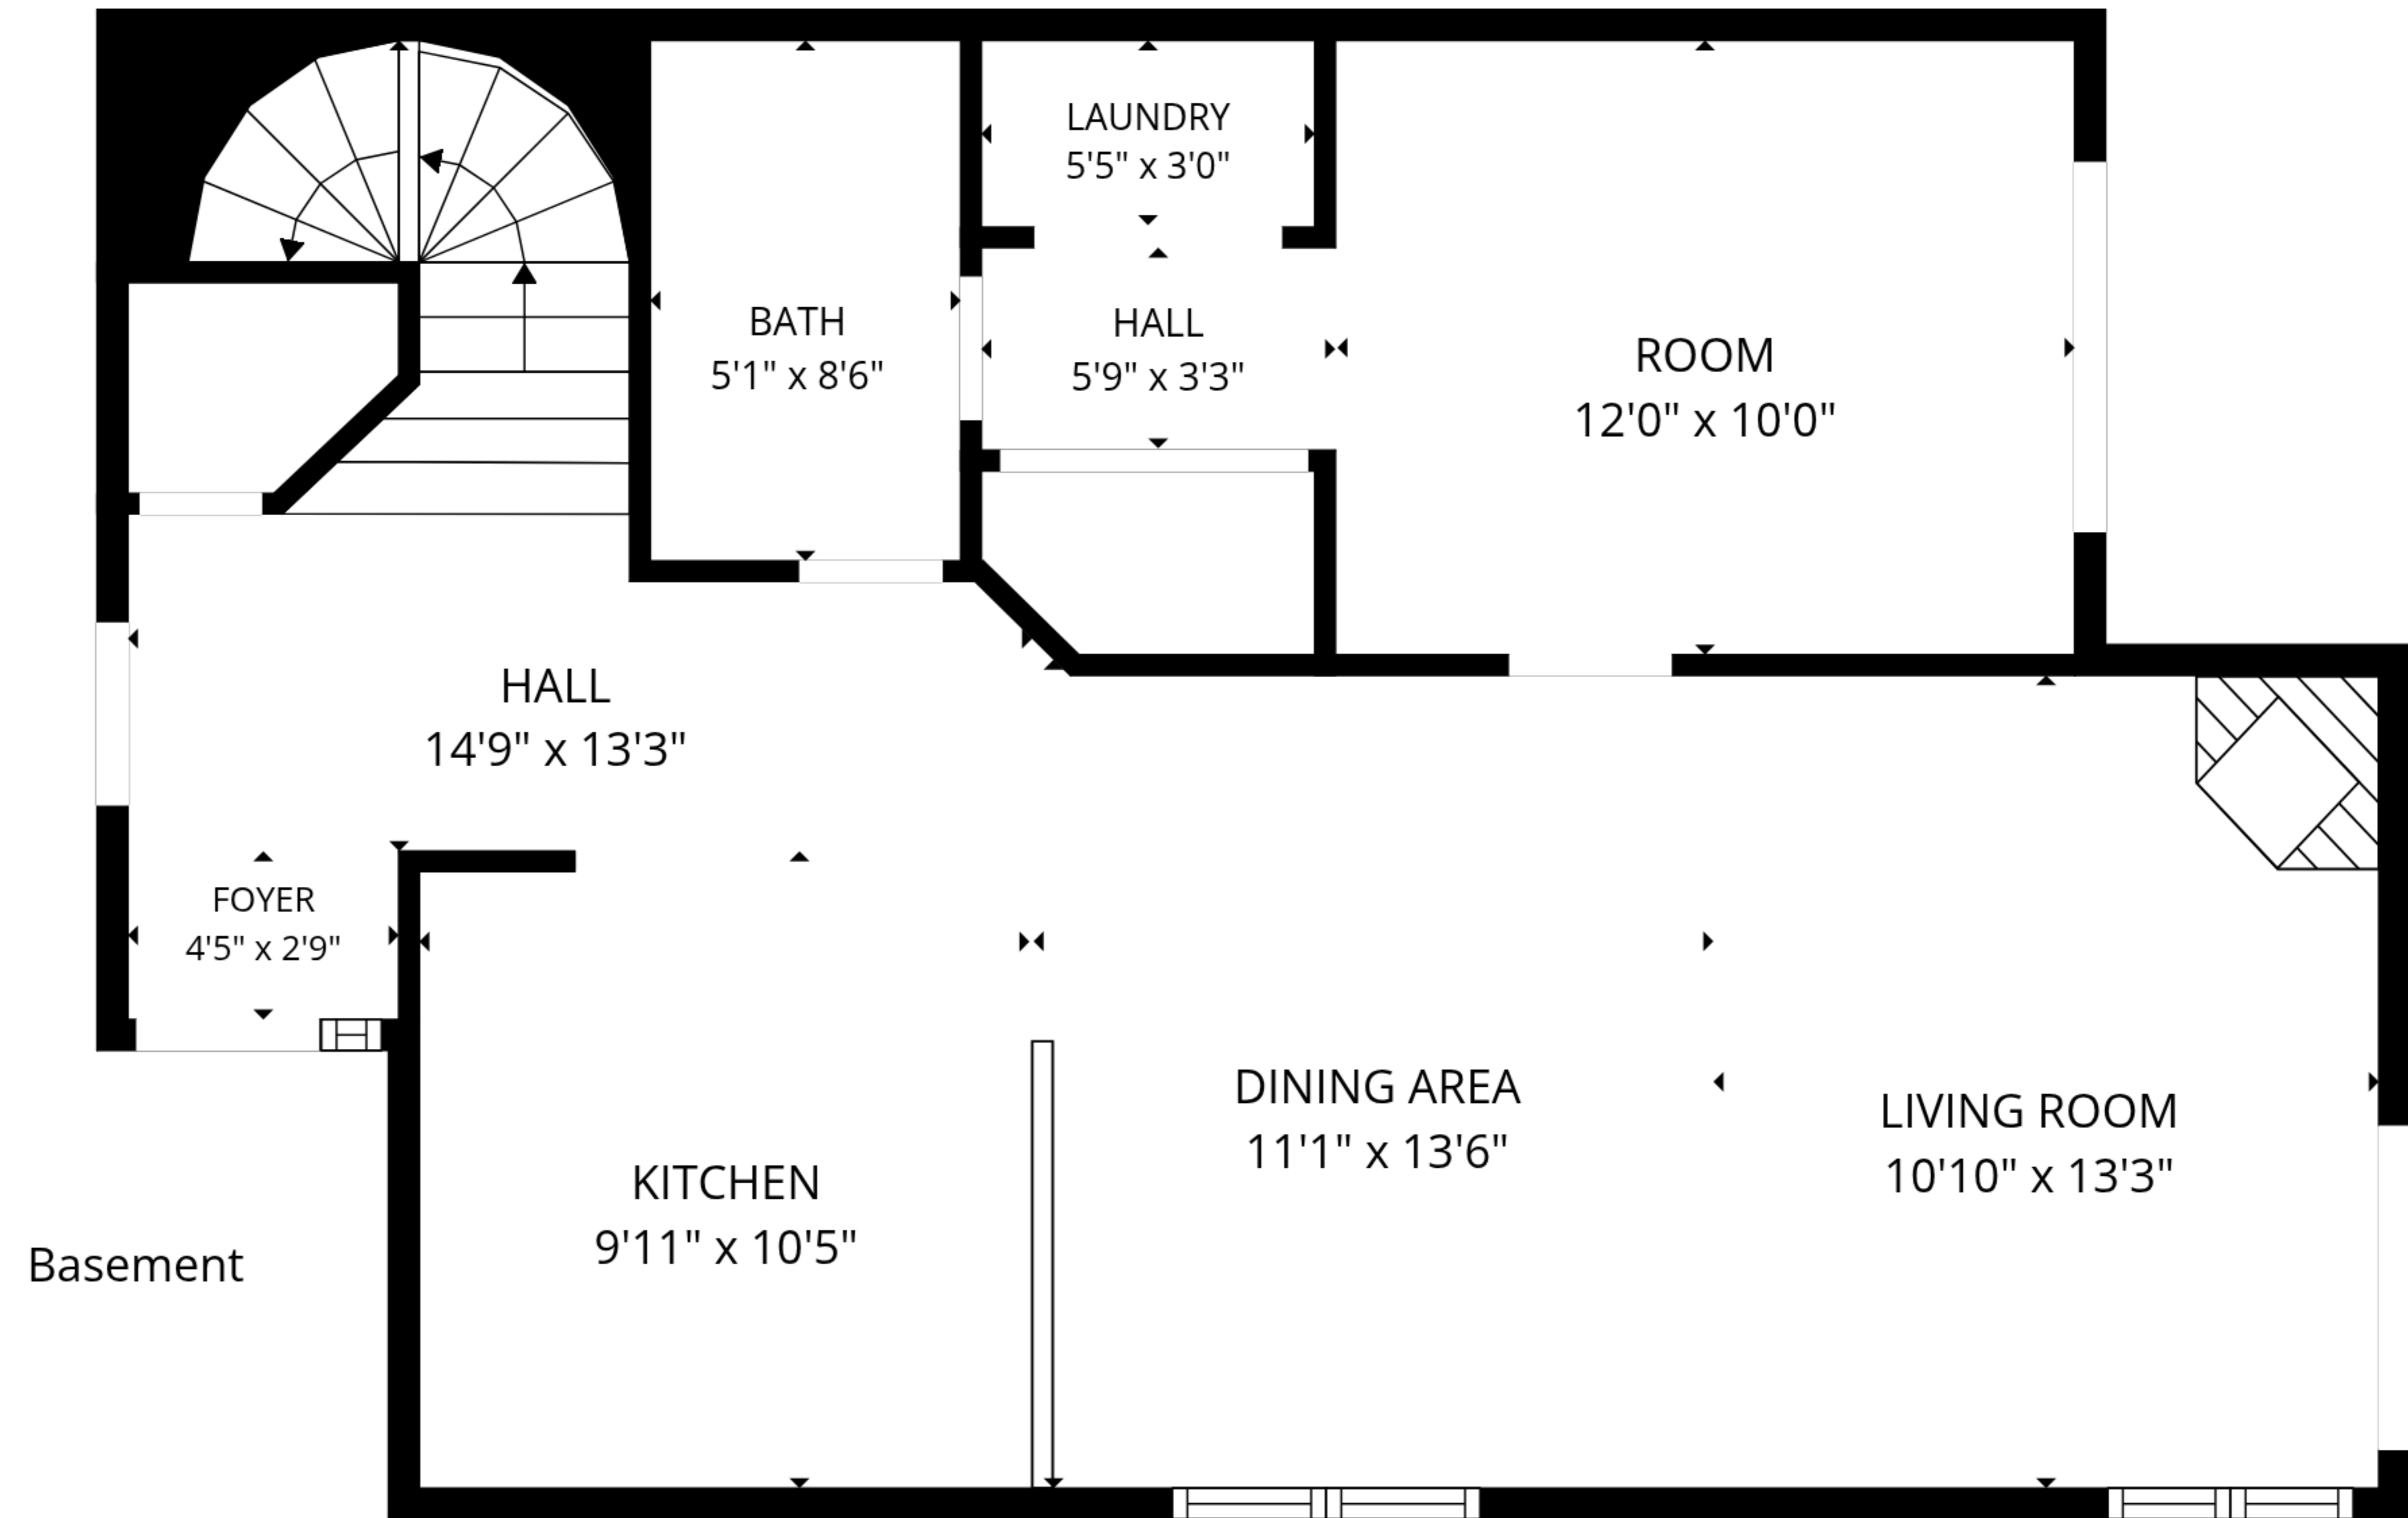 LAUNDRY
5'5" x 3'0"
BATH
5'1" x 8'6"
HALL
5'9" x 3'3"
ROOM
12'0" x 10'0"
HALL
14'9" x 13'3"
FOYER
4'5" x 2'9"
DINING AREA
11'1" x 13'6"
LIVING ROOM
10'10" x 13'3"
KITCHEN
9'11" x 10'5"
Basement